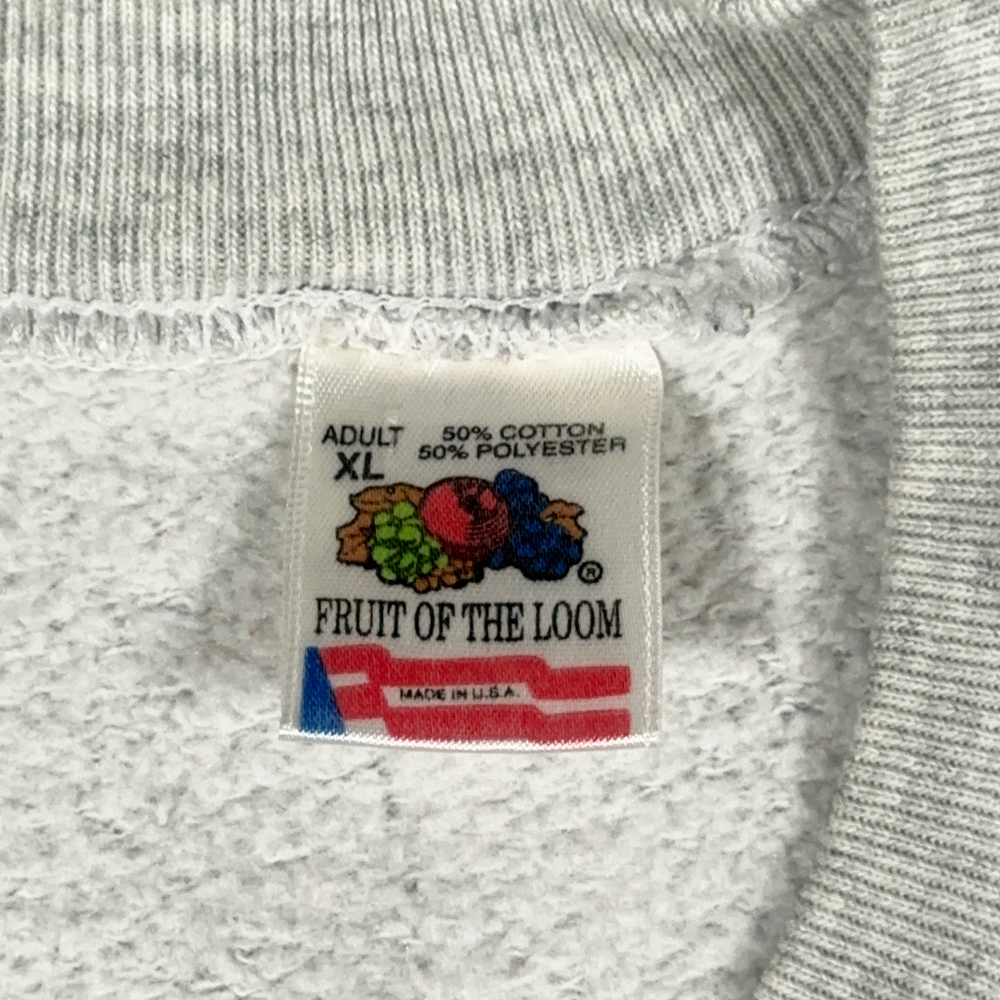 ADULT
XL
50% COTTON
50% POLYESTER
®
FRUIT OF THE LOOM
MADE IN U.S.A.